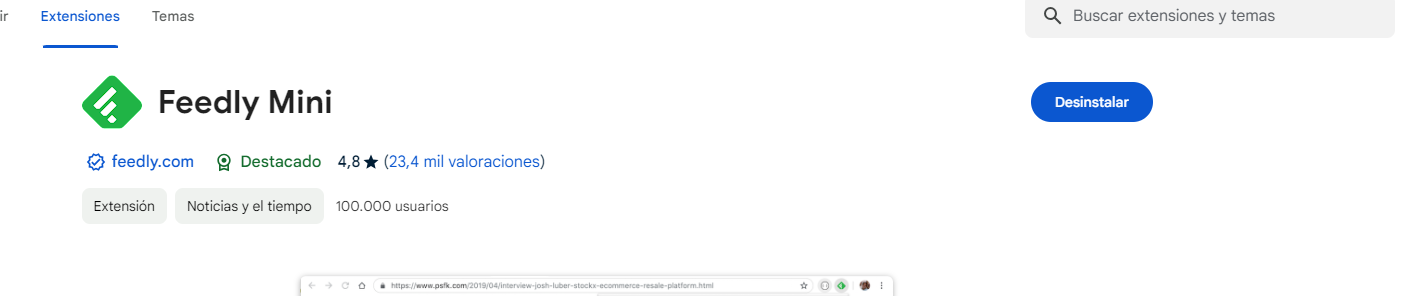 ir Extensiones Temas Buscar extensiones y temas
Feedly Mini Desinstalar
feedly.com Destacado 4,8 ★ (23,4 mil valoraciones)
Extensión Noticias y el tiempo 100.000 usuarios
https://www.psfk.com/2019/04/interview-josh-luber-stockx-ecommerce-resale-platform.html